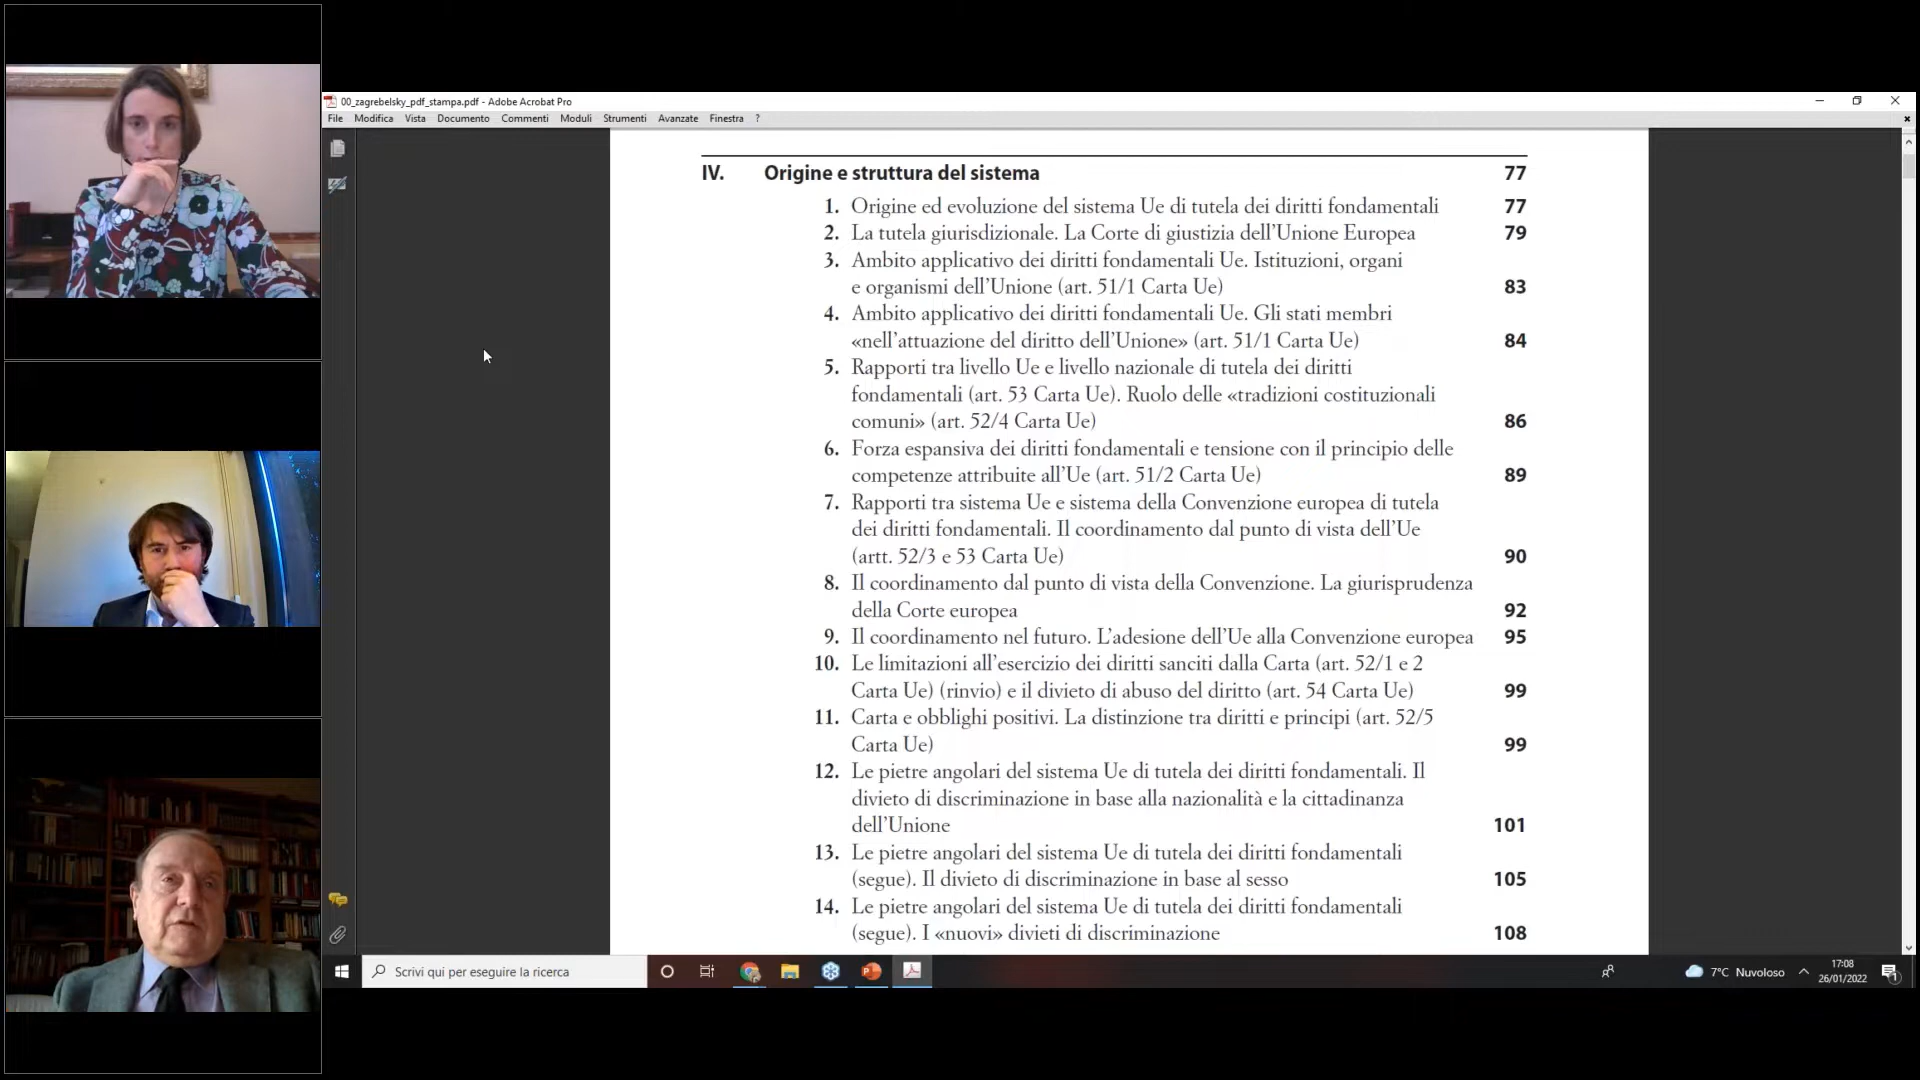 00_zagrebelsky_pdf_stampa.pdf - Adobe Acrobat Pro
File Modifica Vista Documento Commenti Moduli Strumenti Avanzate Finestra ?
IV. Origine e struttura del sistema 77
1. Origine ed evoluzione del sistema Ue di tutela dei diritti fondamentali 77
2. La tutela giurisdizionale. La Corte di giustizia dell'Unione Europea 79
3. Ambito applicativo dei diritti fondamentali Ue. Istituzioni, organi
e organismi dell'Unione (art. 51/1 Carta Ue) 83
4. Ambito applicativo dei diritti fondamentali Ue. Gli stati membri
«nell'attuazione del diritto dell'Unione» (art. 51/1 Carta Ue) 84
5. Rapporti tra livello Ue e livello nazionale di tutela dei diritti
fondamentali (art. 53 Carta Ue). Ruolo delle «tradizioni costituzionali
comuni» (art. 52/4 Carta Ue) 86
6. Forza espansiva dei diritti fondamentali e tensione con il principio delle
competenze attribuite all'Ue (art. 51/2 Carta Ue) 89
7. Rapporti tra sistema Ue e sistema della Convenzione europea di tutela
dei diritti fondamentali. Il coordinamento dal punto di vista dell'Ue
(artt. 52/3 e 53 Carta Ue) 90
8. Il coordinamento dal punto di vista della Convenzione. La giurisprudenza
della Corte europea 92
9. Il coordinamento nel futuro. L'adesione dell'Ue alla Convenzione europea 95
10. Le limitazioni all'esercizio dei diritti sanciti dalla Carta (art. 52/1 e 2
Carta Ue) (rinvio) e il divieto di abuso del diritto (art. 54 Carta Ue) 99
11. Carta e obblighi positivi. La distinzione tra diritti e principi (art. 52/5
Carta Ue) 99
12. Le pietre angolari del sistema Ue di tutela dei diritti fondamentali. Il
divieto di discriminazione in base alla nazionalità e la cittadinanza
dell'Unione 101
13. Le pietre angolari del sistema Ue di tutela dei diritti fondamentali
(segue). Il divieto di discriminazione in base al sesso 105
14. Le pietre angolari del sistema Ue di tutela dei diritti fondamentali
(segue). I «nuovi» divieti di discriminazione 108
Scrivi qui per eseguire la ricerca
7°C Nuvoloso
17:08
26/01/2022
1